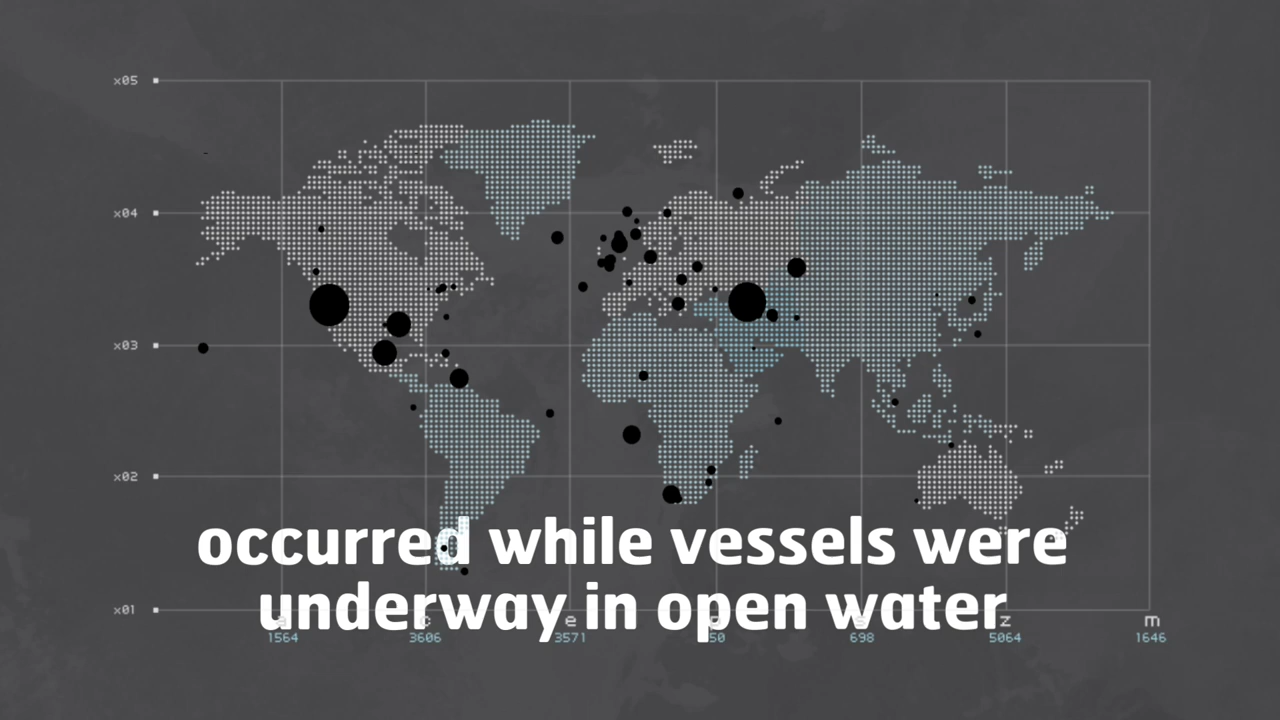 x05
x04
x03
x02
occurred while vessels were
underway in open water
x01
e
z
m
1564
3606
3571
698
5064
1646